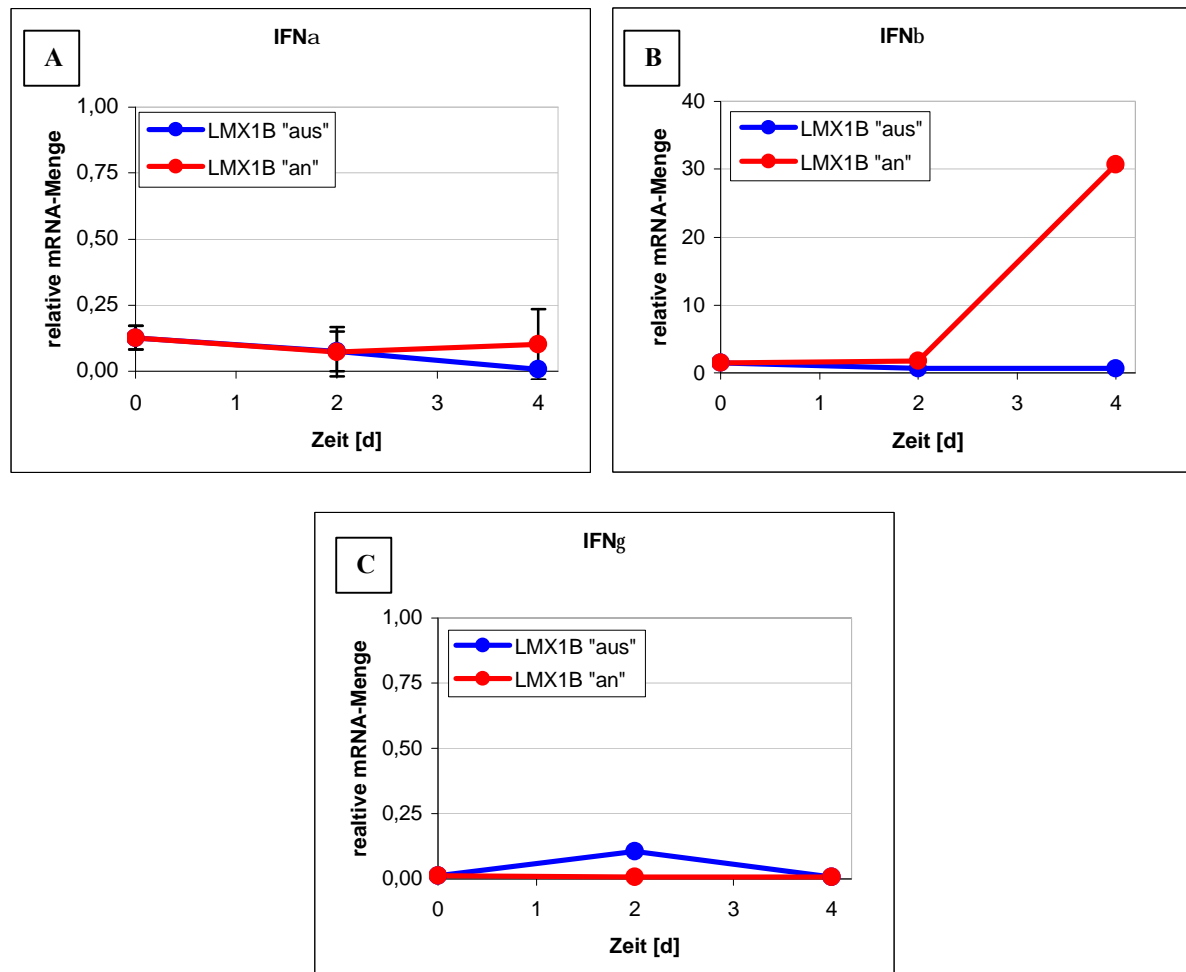 A
IFNa
relative mRNA-Menge
1,00
0,75
0,50
0,25
0,00
LMX1B "aus"
LMX1B "an"
0 1 2 3 4
Zeit [d]
B
IFNb
relative mRNA-Menge
40
30
20
10
0
LMX1B "aus"
LMX1B "an"
0 1 2 3 4
Zeit [d]
C
IFNg
realtive mRNA-Menge
1,00
0,75
0,50
0,25
0,00
LMX1B "aus"
LMX1B "an"
0 1 2 3 4
Zeit [d]